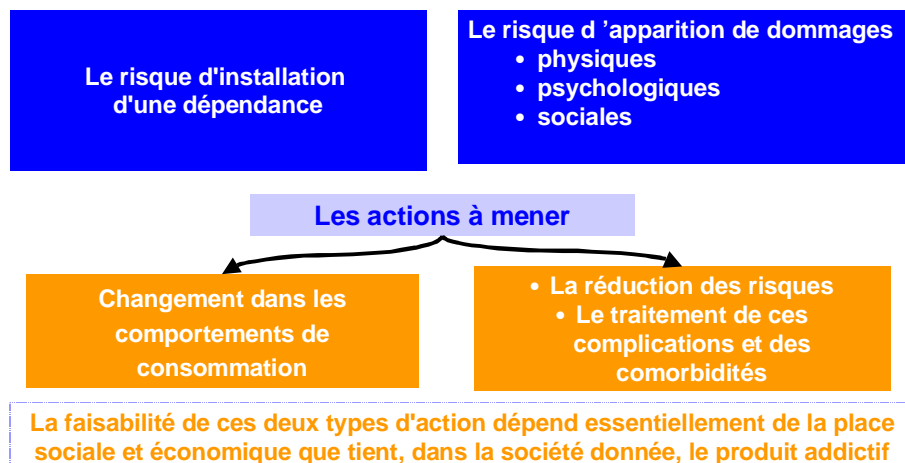 Le risque d'installation
d'une dépendance
Le risque d ’apparition de dommages
• physiques
• psychologiques
• sociales
Les actions à mener
Changement dans les
comportements de
consommation
• La réduction des risques
• Le traitement de ces
complications et des
comorbidités
La faisabilité de ces deux types d'action dépend essentiellement de la place
sociale et économique que tient, dans la société donnée, le produit addictif